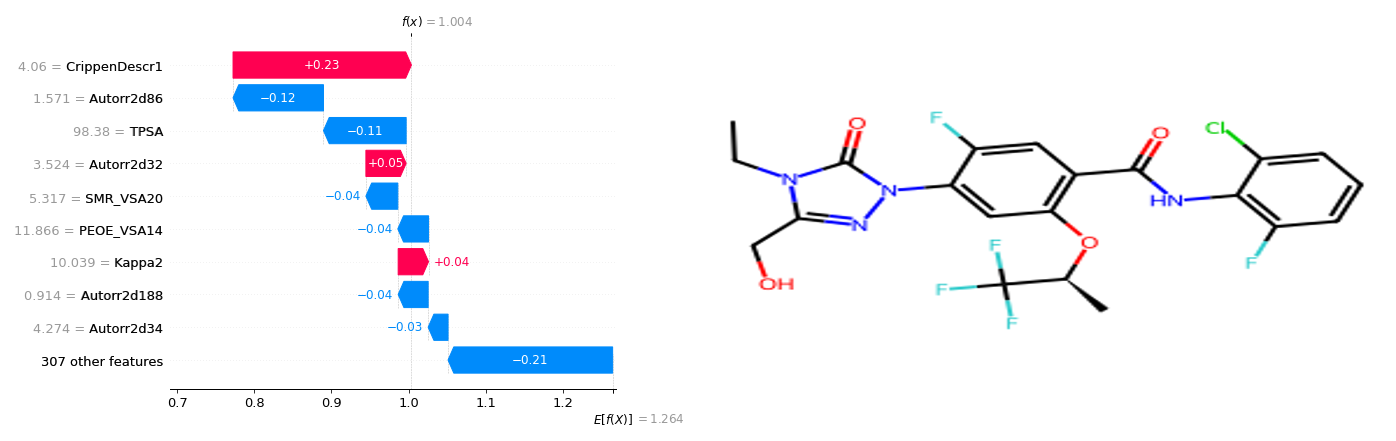 f(x) = 1.004
4.06 = CrippenDescr1
+0.23
1.571 = Autorr2d86
−0.12
98.38 = TPSA
−0.11
3.524 = Autorr2d32
+0.05
5.317 = SMR_VSA20
−0.04
11.866 = PEOE_VSA14
−0.04
10.039 = Kappa2
+0.04
0.914 = Autorr2d188
−0.04
4.274 = Autorr2d34
−0.03
307 other features
−0.21
0.7 0.8 0.9 1.0 1.1 1.2
E[f(X)] = 1.264
F
O
O
Cl
N
N
HN
N
O
F
F
F
OH
F